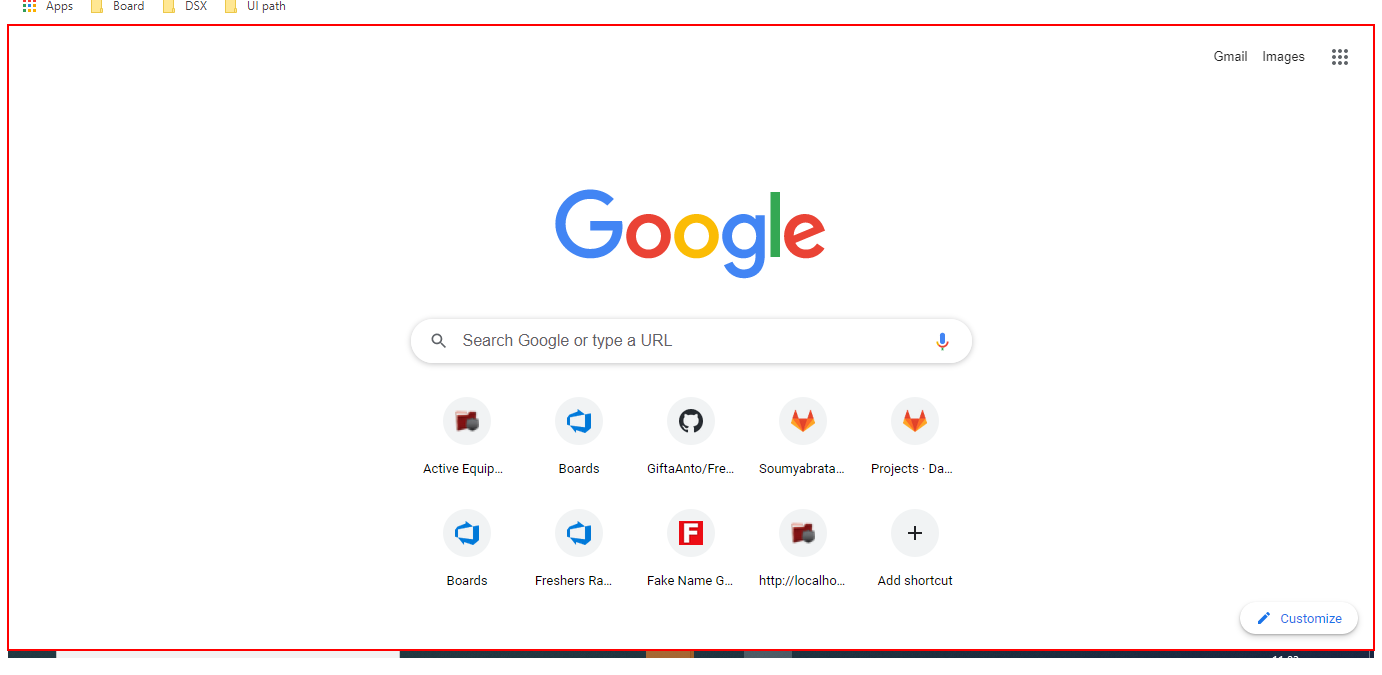 Apps Board DSX UI path
Gmail Images
Google
Search Google or type a URL
Active Equip... Boards GiftaAnto/Fre... Soumyabrata... Projects · Da...
F
Boards Freshers Ra... Fake Name G... http://localho... Add shortcut
Customize